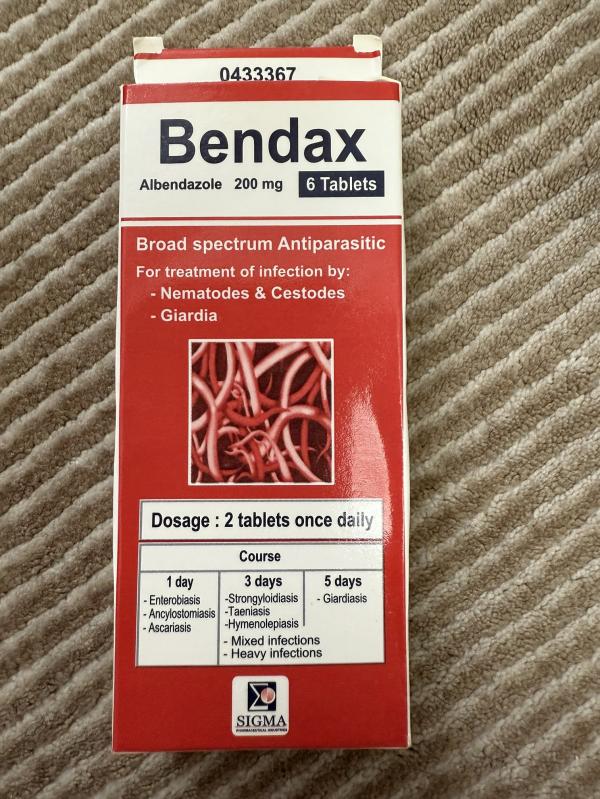 0433367
Bendax
Albendazole 200 mg 6 Tablets
Broad spectrum Antiparasitic
For treatment of infection by:
- Nematodes & Cestodes
- Giardia
Dosage : 2 tablets once daily
Course
1 day
- Enterobiasis
- Ancylostomiasis
- Ascariasis
3 days
-Strongyloidiasis
-Taeniasis
-Hymenolepiasis
- Mixed infections
- Heavy infections
5 days
- Giardiasis
SIGMA
PHARMACEUTICAL INDUSTRIES